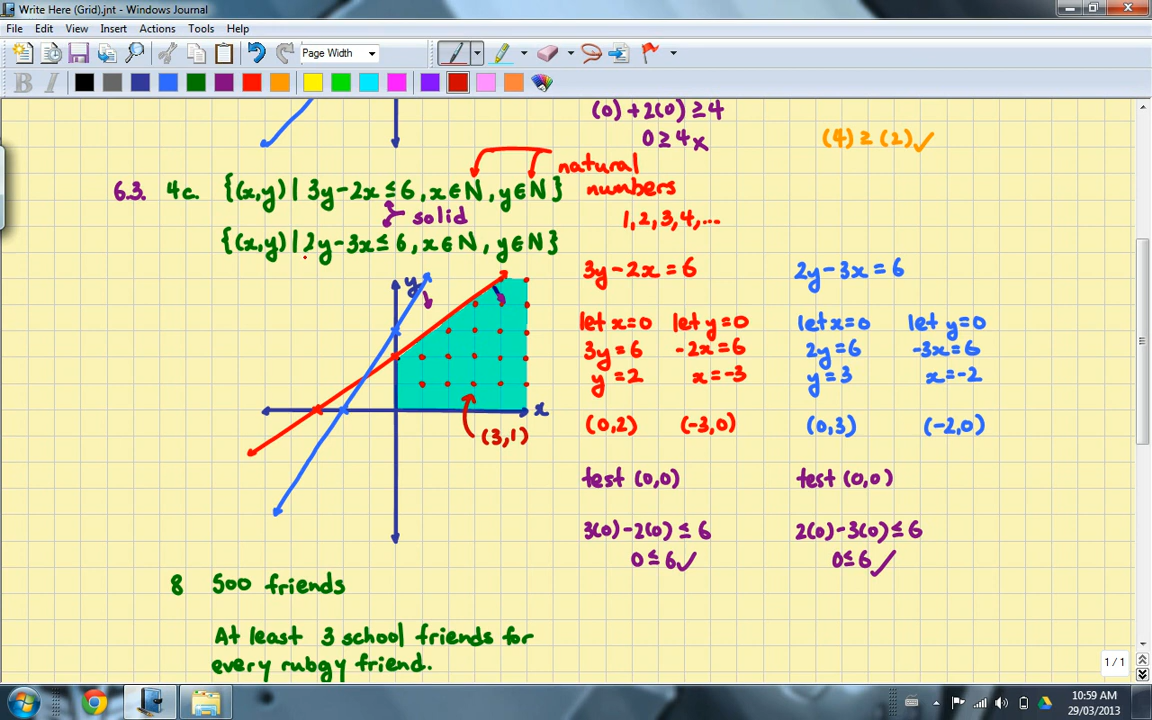 Write Here (Grid).jnt - Windows Journal
File Edit View Insert Actions Tools Help
Page Width
B I
(0) + 2(0) ≥ 4
0 ≥ 4 x
(4) ≥ (2) ✓
6.3. 4c. {(x,y) | 3y-2x ≤ 6, x∈N, y∈N}
natural
numbers
1, 2, 3, 4, ...
solid
{(x,y) | 2y-3x ≤ 6, x∈N, y∈N}
y
x
(3,1)
3y-2x = 6
let x=0 let y=0
3y=6 -2x=6
y=2 x=-3
(0,2) (-3,0)
test (0,0)
3(0)-2(0) ≤ 6
0≤6 ✓
2y-3x = 6
let x=0 let y=0
2y=6 -3x=6
y=3 x=-2
(0,3) (-2,0)
test (0,0)
2(0)-3(0) ≤ 6
0≤6 ✓
8 500 friends
At least 3 school friends for
every rubgy friend.
1 / 1
10:59 AM
29/03/2013